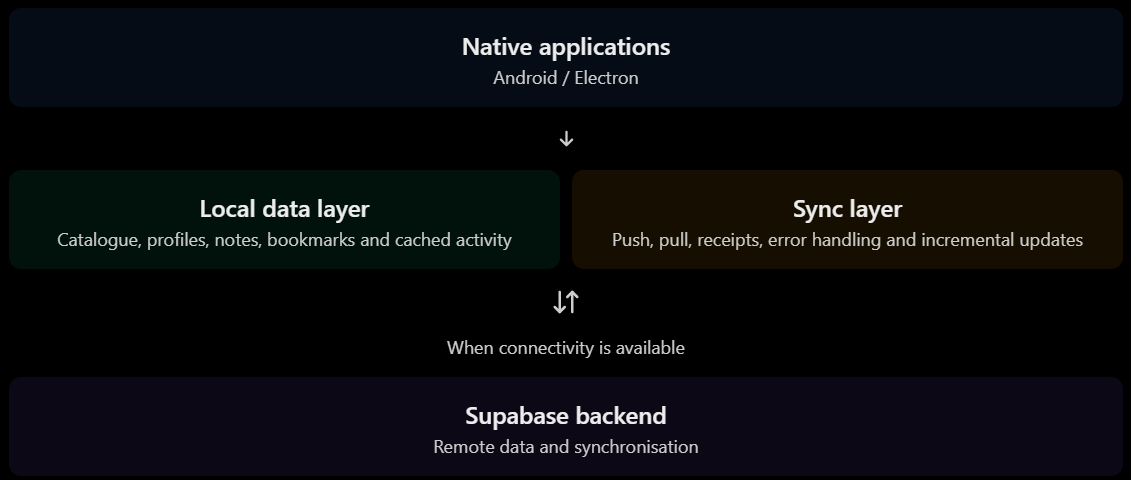 Native applications
Android / Electron
Local data layer
Catalogue, profiles, notes, bookmarks and cached activity
Sync layer
Push, pull, receipts, error handling and incremental updates
When connectivity is available
Supabase backend
Remote data and synchronisation